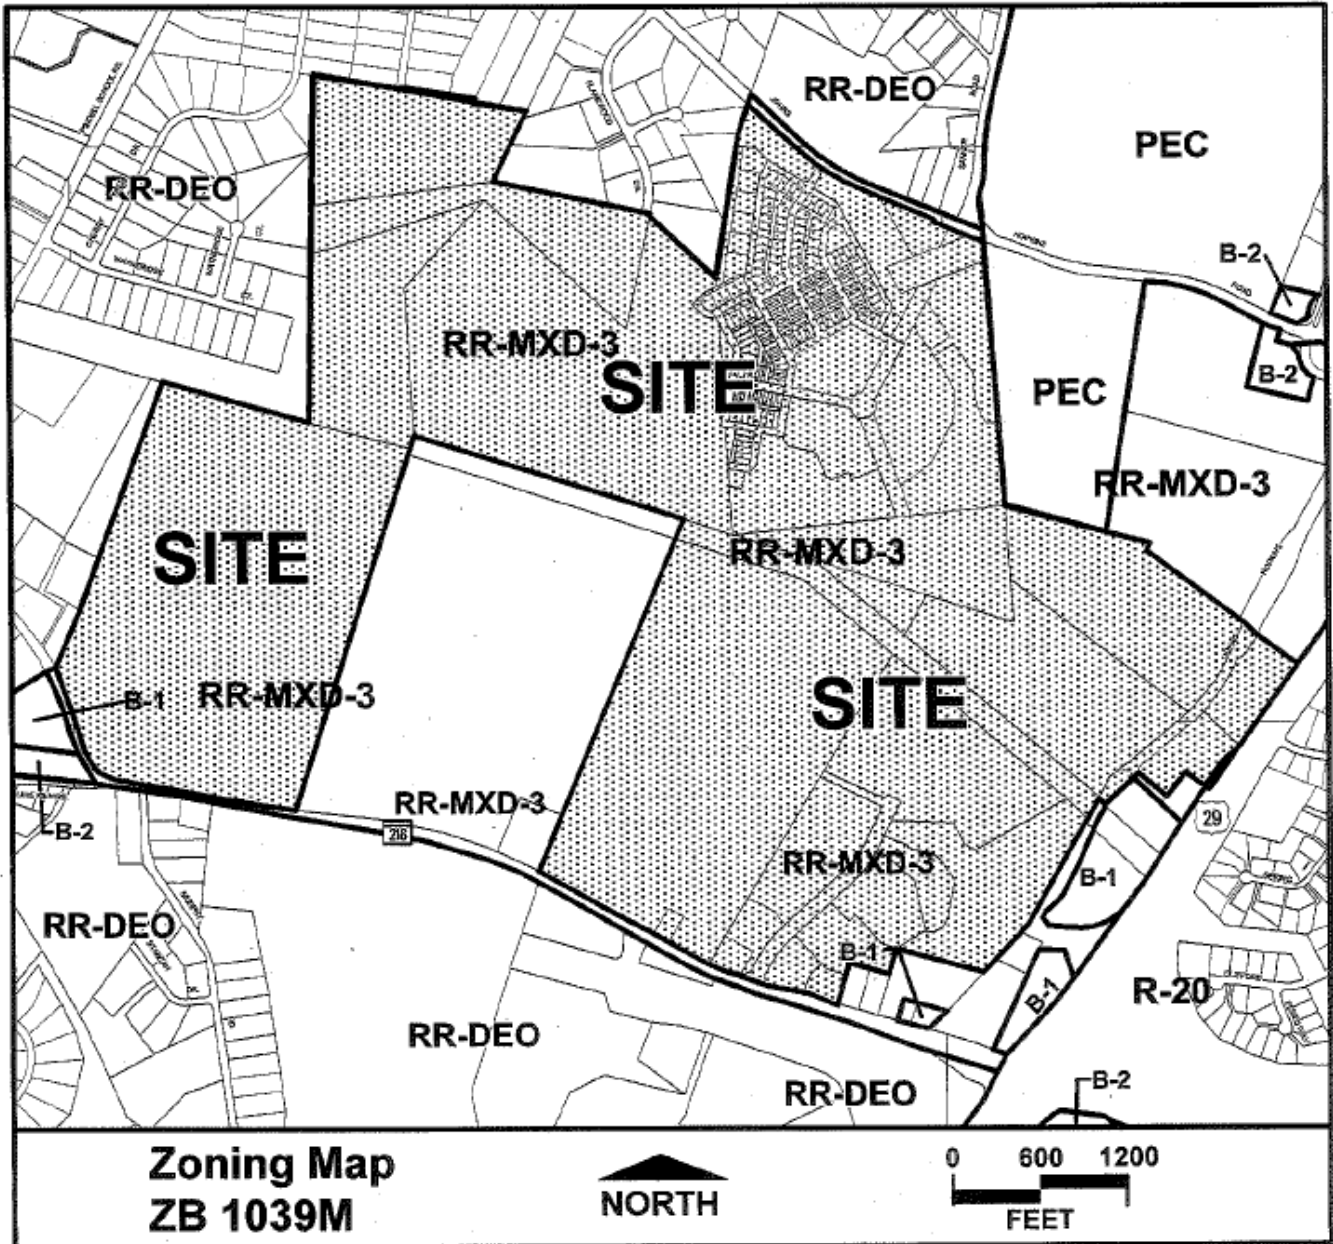 RR-DEO
PEC
RR-DEO
HOPKINS
ROAD
B-2
RR-MXD-3
SITE
B-2
PEC
RR-MXD-3
SITE
RR-MXD-3
SITE
B-1
RR-MXD-3
RR-MXD-3
216
B-2
29
RR-MXD-3
B-1
RR-DEO
B-1
B-1
R-20
RR-DEO
RR-DEO
B-2
Zoning Map
ZB 1039M
NORTH
0 600 1200
FEET